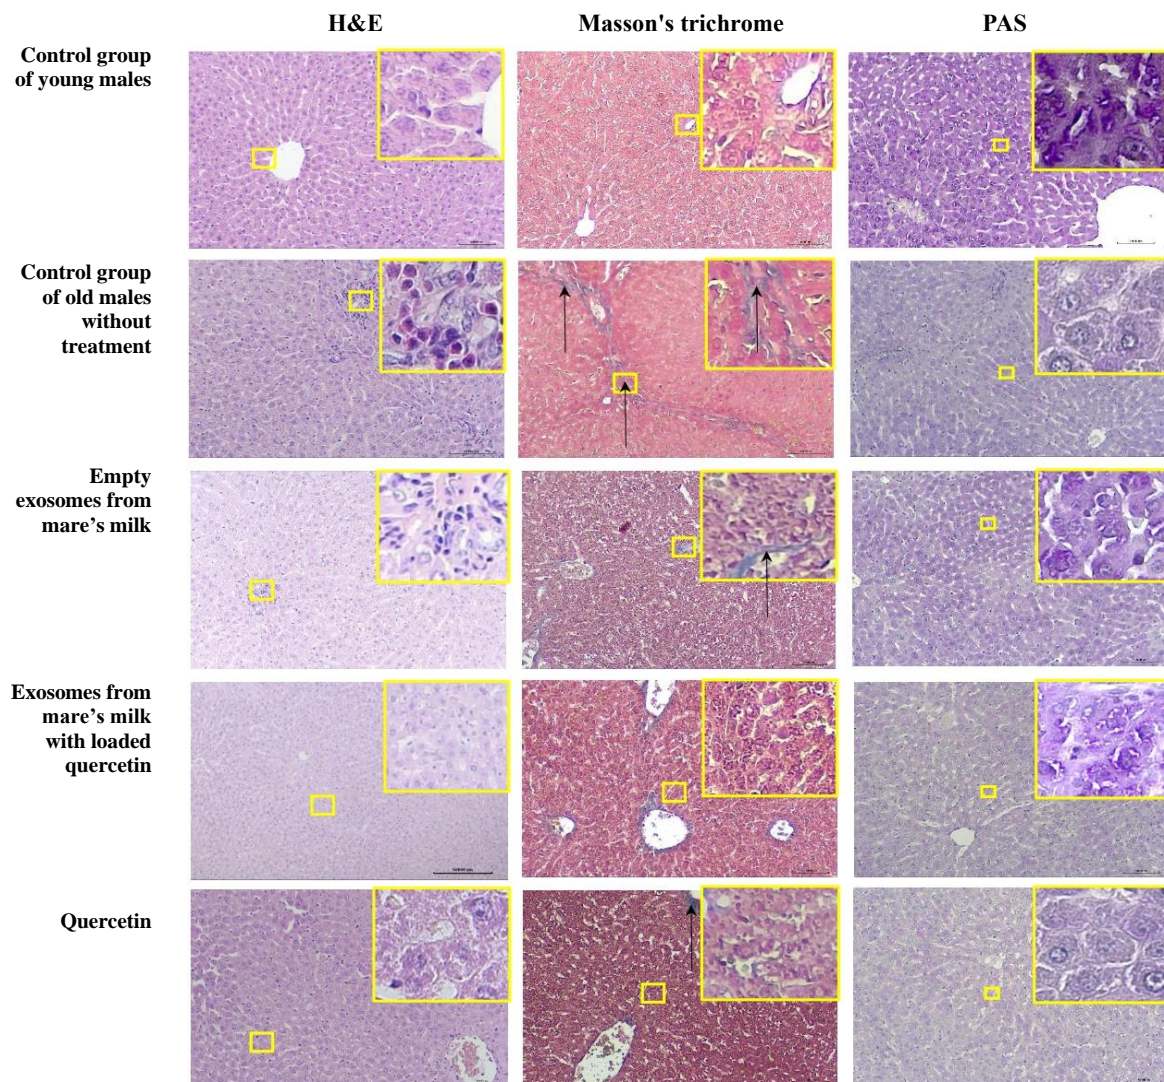 H&E
Masson's trichrome
PAS
Control group
of young males
Control group
of old males
without
treatment
Empty
exosomes from
mare’s milk
Exosomes from
mare’s milk
with loaded
quercetin
Quercetin